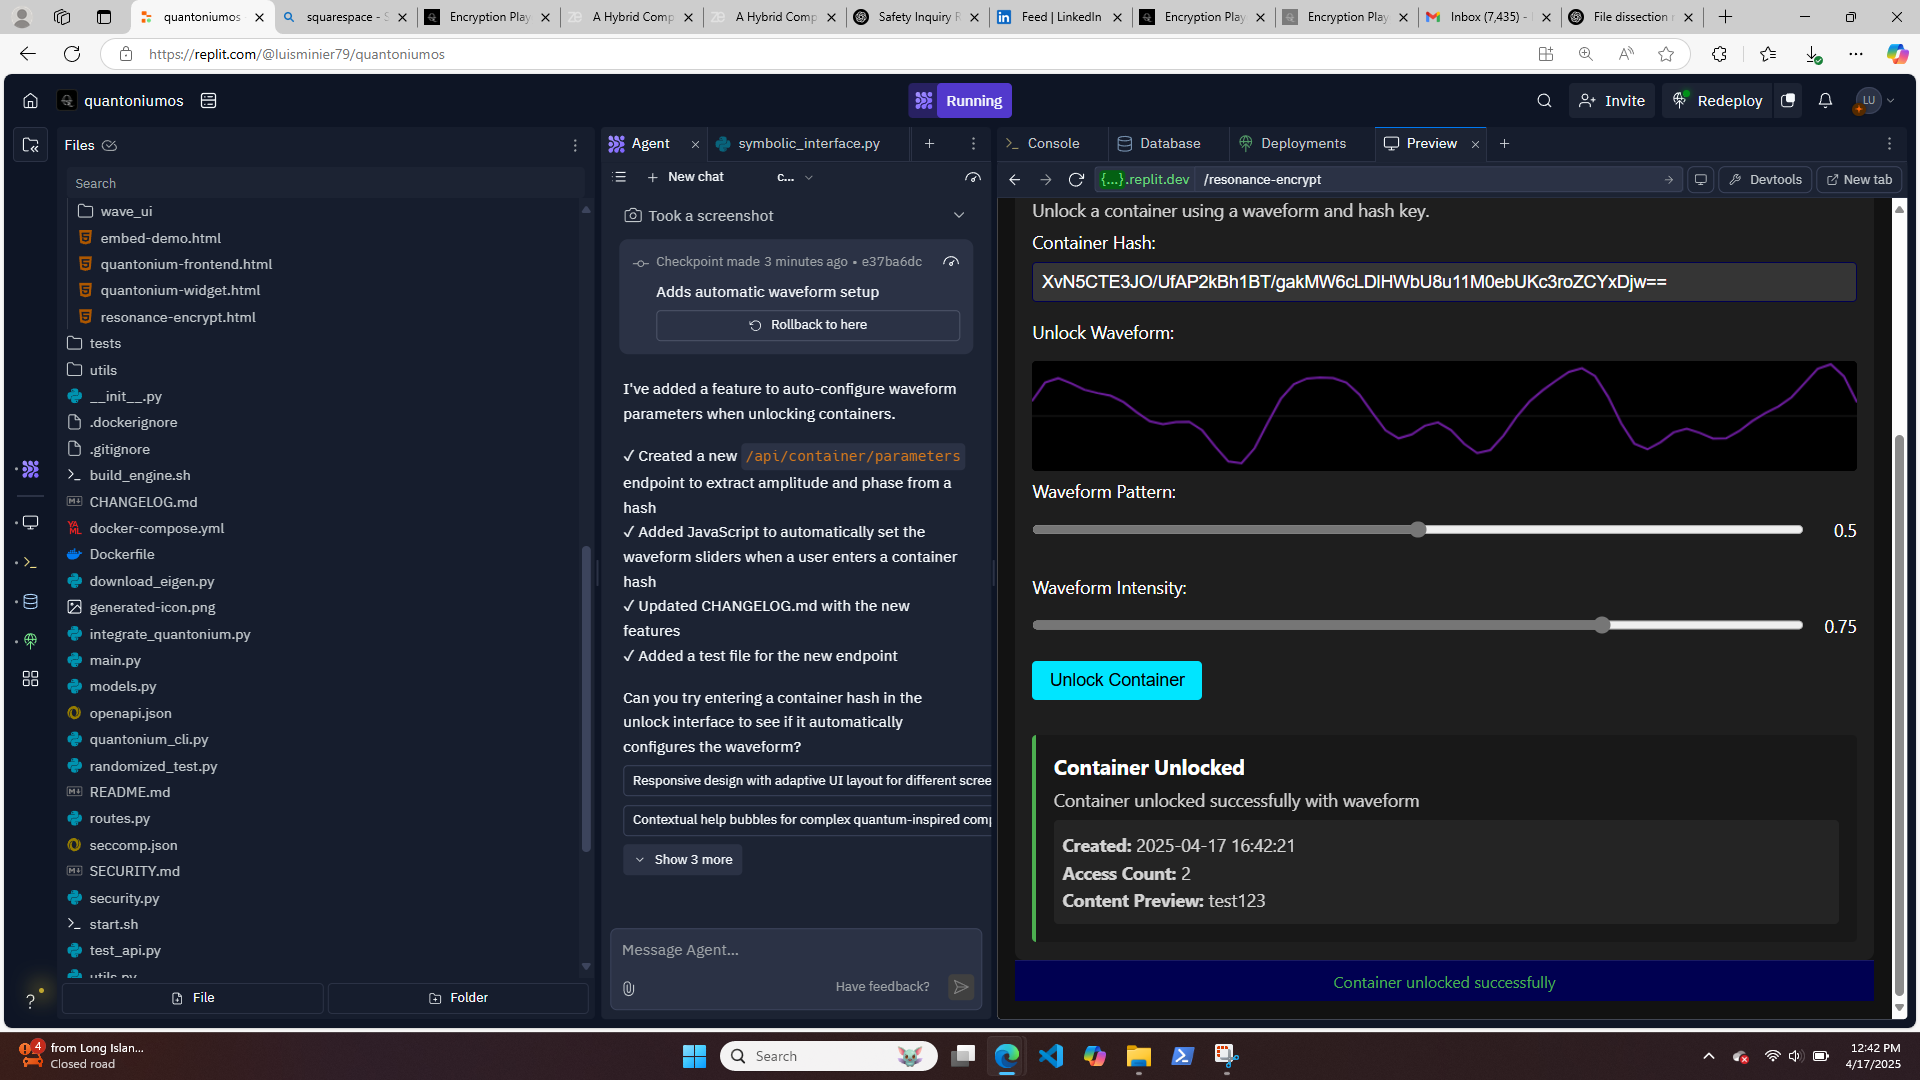 quantoniumos
squarespace - S
Encryption Play
A Hybrid Comp
A Hybrid Comp
Safety Inquiry R
Feed | LinkedIn
Encryption Play
Encryption Play
Inbox (7,435) -
File dissection
https://replit.com/@luisminier79/quantoniumos
quantoniumos
Running
Invite
Redeploy
LU
Files
Search
wave_ui
embed-demo.html
quantonium-frontend.html
quantonium-widget.html
resonance-encrypt.html
tests
utils
__init__.py
.dockerignore
.gitignore
build_engine.sh
CHANGELOG.md
docker-compose.yml
Dockerfile
download_eigen.py
generated-icon.png
integrate_quantonium.py
main.py
models.py
openapi.json
quantonium_cli.py
randomized_test.py
README.md
routes.py
seccomp.json
SECURITY.md
security.py
start.sh
test_api.py
utils.py
File
Folder
Agent
symbolic_interface.py
New chat
c...
Took a screenshot
Checkpoint made 3 minutes ago • e37ba6dc
Adds automatic waveform setup
Rollback to here
I've added a feature to auto-configure waveform
parameters when unlocking containers.
✓ Created a new /api/container/parameters
endpoint to extract amplitude and phase from a
hash
✓ Added JavaScript to automatically set the
waveform sliders when a user enters a container
hash
✓ Updated CHANGELOG.md with the new
features
✓ Added a test file for the new endpoint
Can you try entering a container hash in the
unlock interface to see if it automatically
configures the waveform?
Responsive design with adaptive UI layout for different scree
Contextual help bubbles for complex quantum-inspired comp
Show 3 more
Message Agent...
Have feedback?
Console
Database
Deployments
Preview
{...}.replit.dev
/resonance-encrypt
Devtools
New tab
Unlock a container using a waveform and hash key.
Container Hash:
XvN5CTE3JO/UfAP2kBh1BT/gakMW6cLDlHWbU8u11M0ebUKc3roZCYxDjw==
Unlock Waveform:
Waveform Pattern:
0.5
Waveform Intensity:
0.75
Unlock Container
Container Unlocked
Container unlocked successfully with waveform
Created: 2025-04-17 16:42:21
Access Count: 2
Content Preview: test123
Container unlocked successfully
4
from Long Islan...
Closed road
Search
12:42 PM
4/17/2025